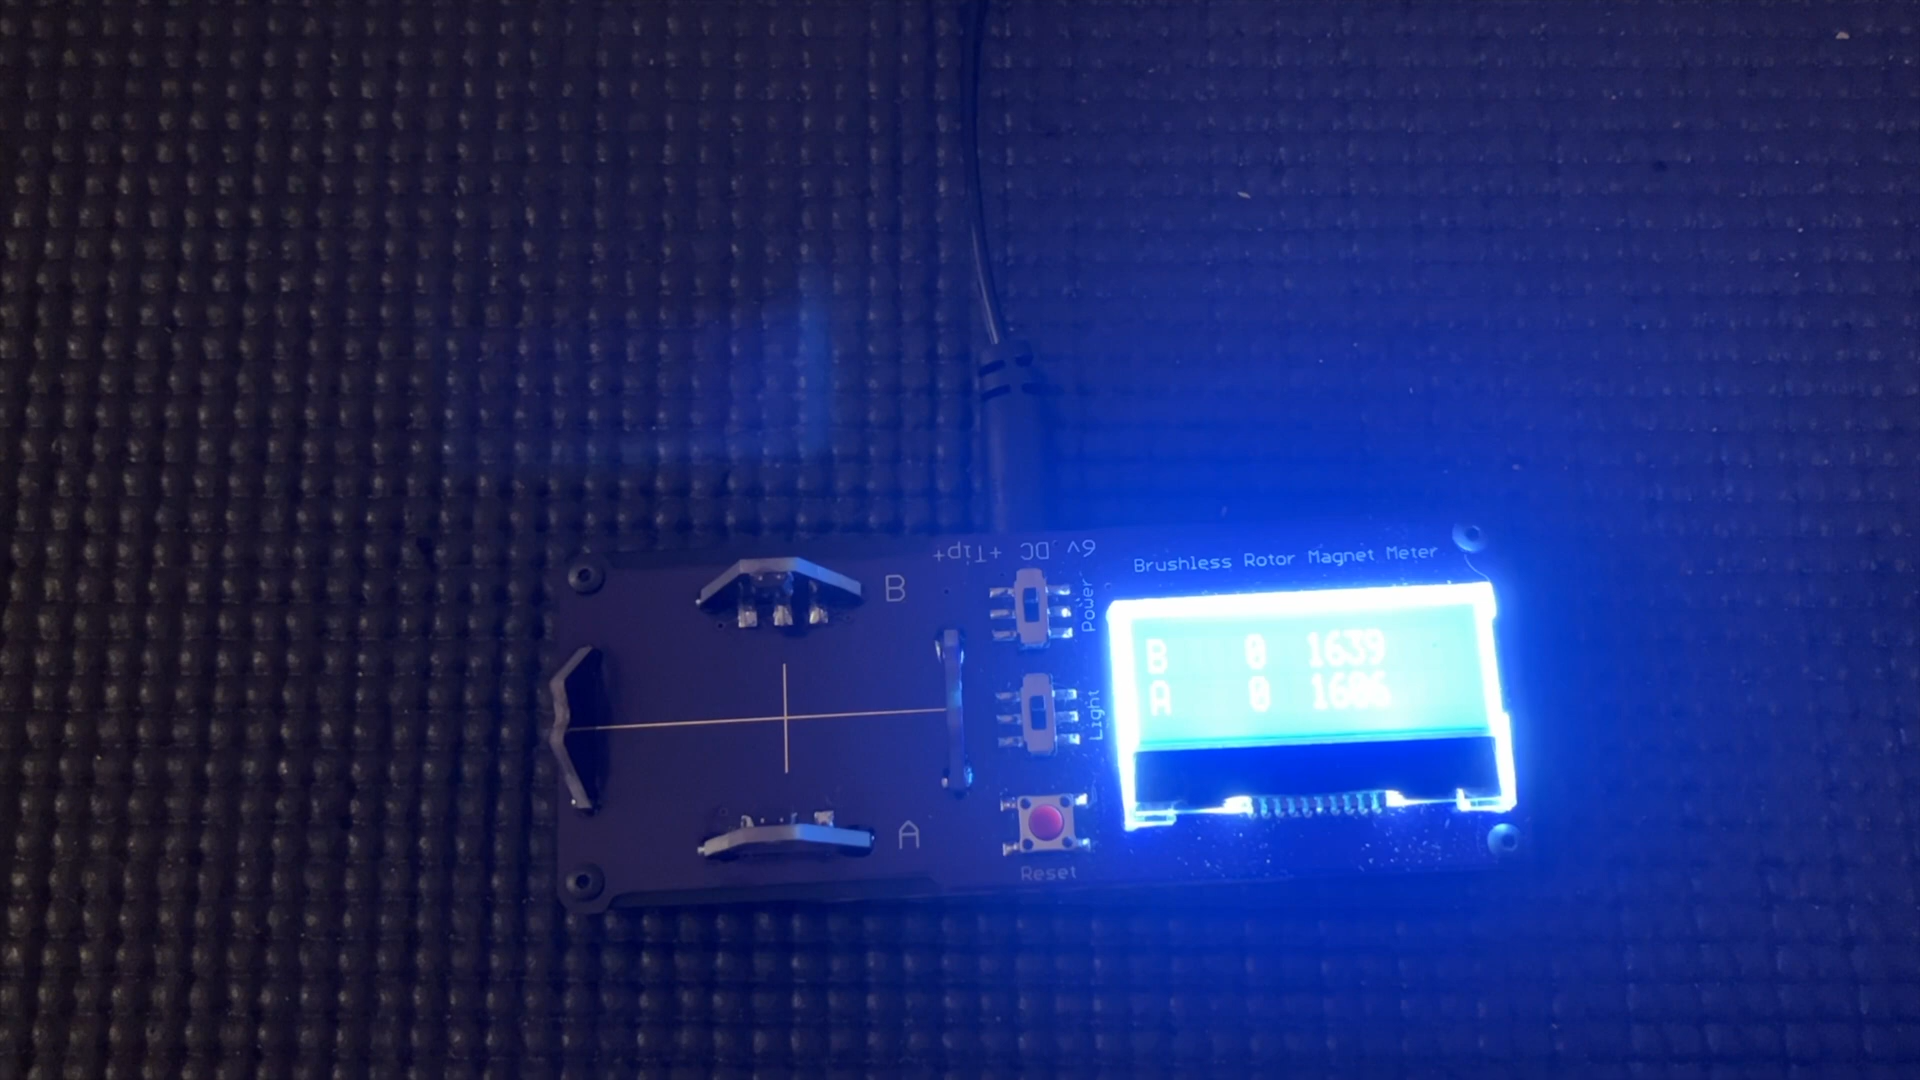 Brushless Rotor Magnet Meter
6v DC + Tip+
B
Power
B 0 1639
A 0 1606
Light
A
Reset